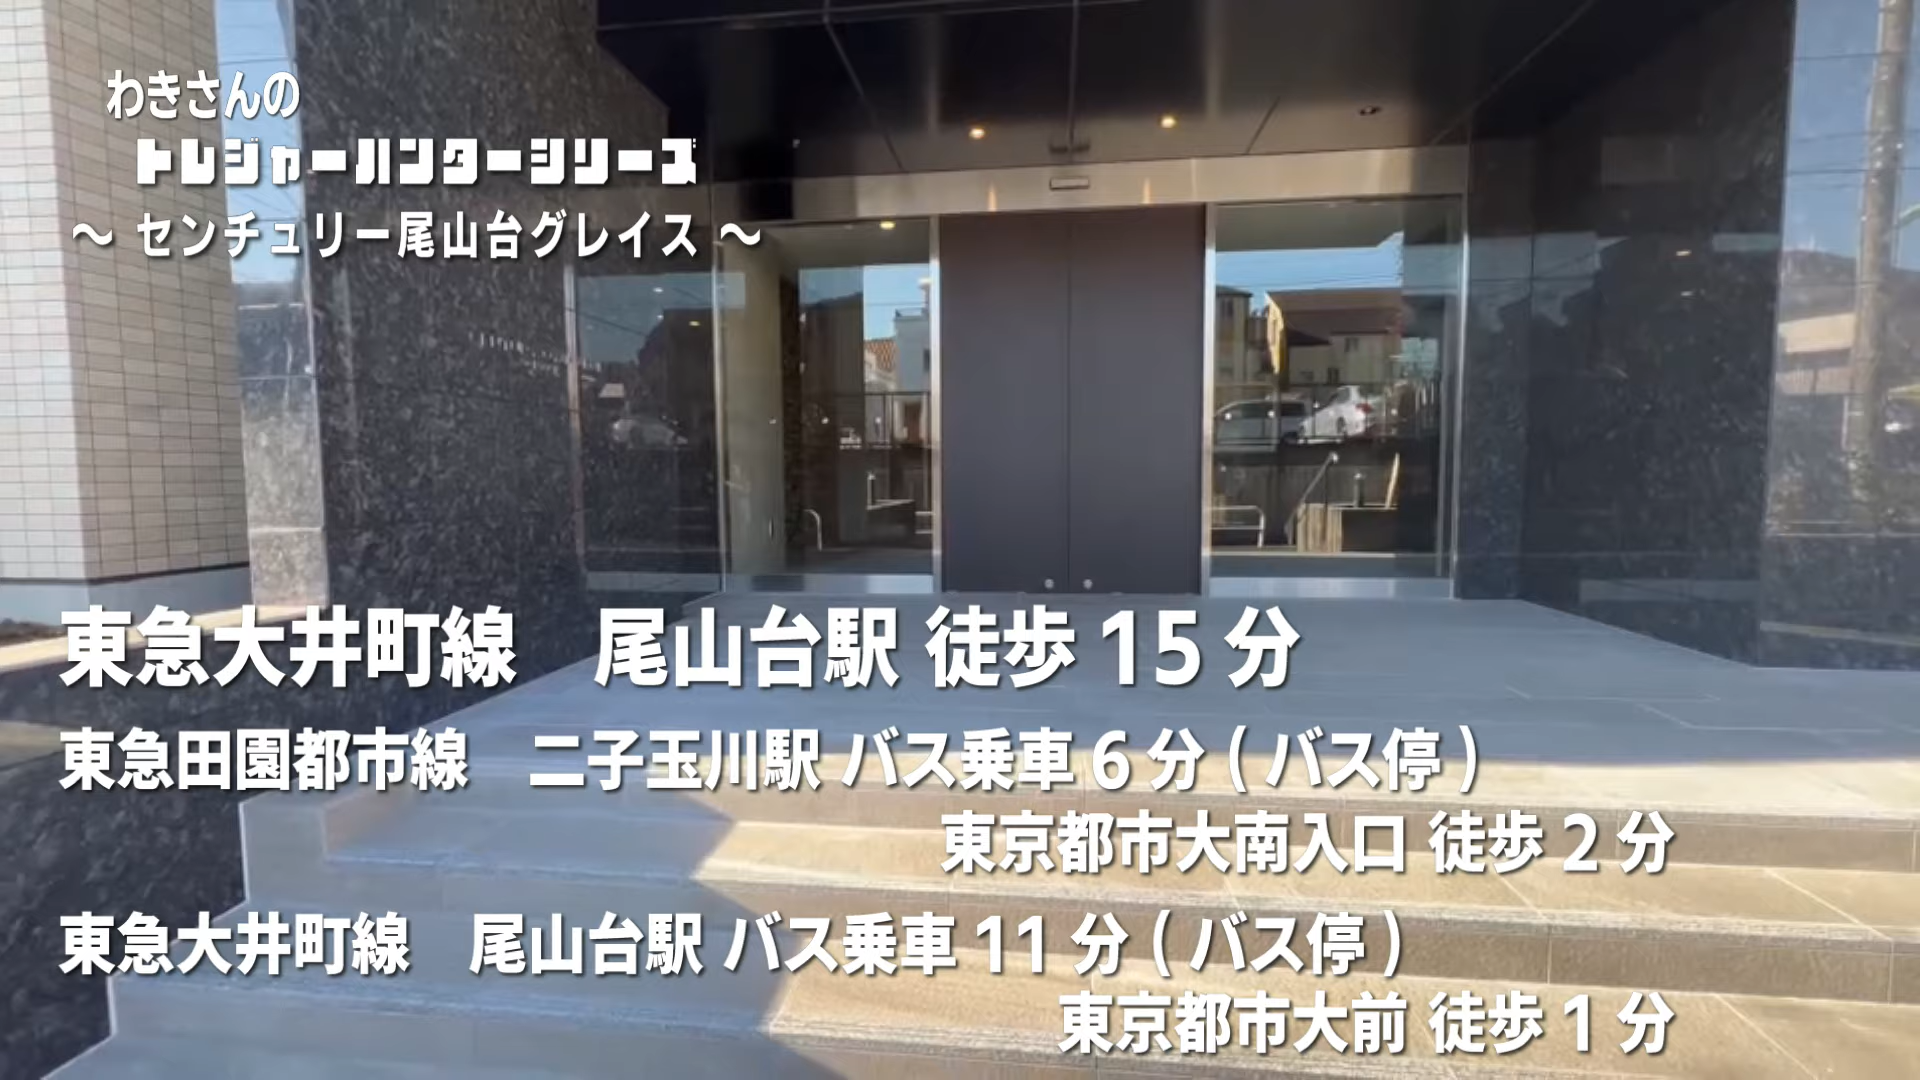 わきさんの
トレジャーハンターシリーズ
～ センチュリー尾山台グレイス ～
東急大井町線　尾山台駅 徒歩 15 分
東急田園都市線　二子玉川駅 バス乗車 6 分 ( バス停 )
東京都市大南入口 徒歩 2 分
東急大井町線　尾山台駅 バス乗車 11 分 ( バス停 )
東京都市大前 徒歩 1 分